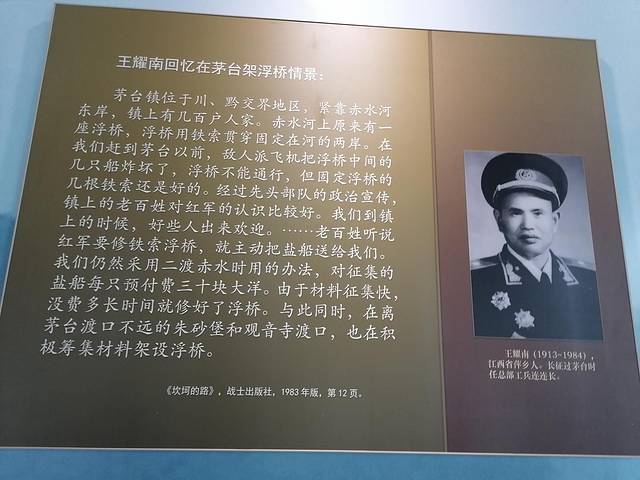 王耀南回忆在茅台架浮桥情景：
茅台镇位于川、黔交界地区，紧靠赤水河
东岸，镇上有几百户人家。赤水河上原来有一
座浮桥，浮桥用铁索贯穿固定在河的两岸。在
我们赶到茅台以前，敌人派飞机把浮桥中间的
几只船炸坏了，浮桥不能通行，但固定浮桥的
几根铁索还是好的。经过先头部队的政治宣传，
镇上的老百姓对红军的认识比较好。我们到镇
上的时候，好些人出来欢迎。……老百姓听说
红军要修铁索浮桥，就主动把盐船送给我们。
我们仍然采用二渡赤水时用的办法，对征集的
盐船每只预付费三十块大洋。由于材料征集快，
没费多长时间就修好了浮桥。与此同时，在离
茅台渡口不远的朱砂堡和观音寺渡口，也在积
极筹集材料架设浮桥。
《坎坷的路》，战士出版社，1983年版，第12页。
王耀南（1913-1984），
江西省萍乡人。长征过茅台时
任总部工兵连连长。